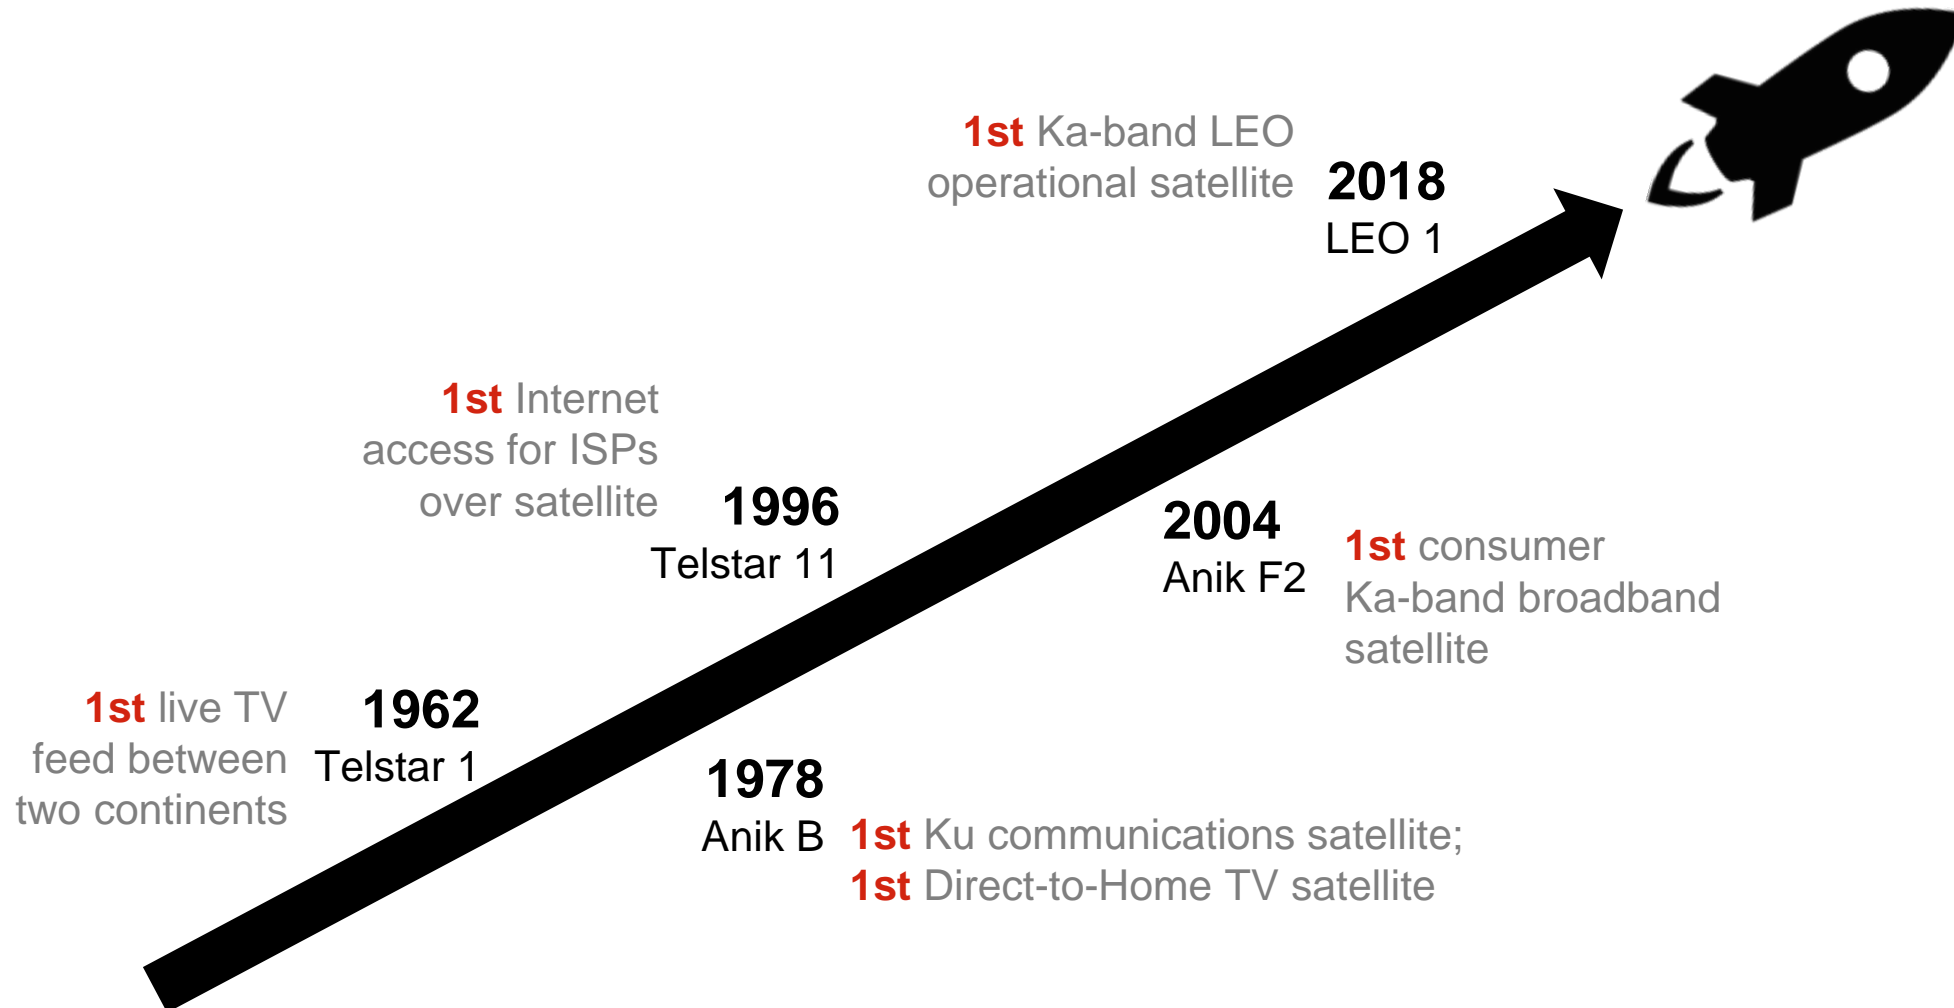 1st Ka-band LEO
operational satellite
2018
LEO 1
1st Internet
access for ISPs
over satellite
1996
Telstar 11
2004
Anik F2
1st consumer
Ka-band broadband
satellite
1st live TV
feed between
two continents
1962
Telstar 1
1978
Anik B
1st Ku communications satellite;
1st Direct-to-Home TV satellite